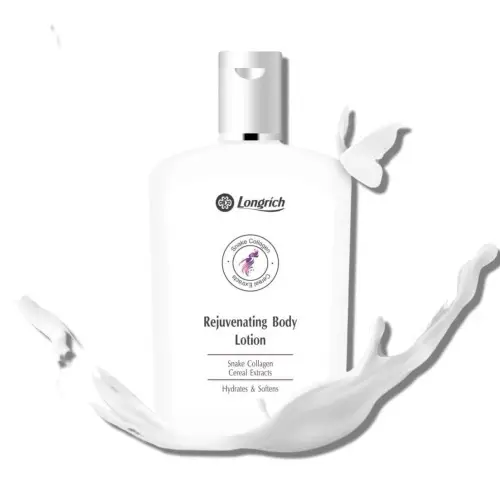 Longrich
Snake Collagen
Cereal Extracts
Rejuvenating Body
Lotion
Snake Collagen
Cereal Extracts
Hydrates & Softens